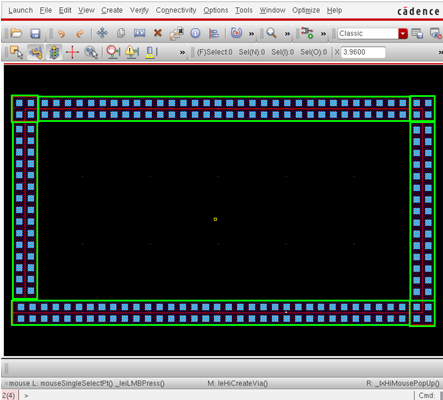 Launch File Edit View Create Verify Connectivity Options Tools Window Optimize Help cādence
Classic
(F)Select:0 Sel(N):0 Sel(I):0 Sel(O):0 X 3.9600
mouse L: mouseSingleSelectPt() _leiLMBPress() M: leHiCreateVia() R: _lxHiMousePopUp()
2(4) > Cmd: